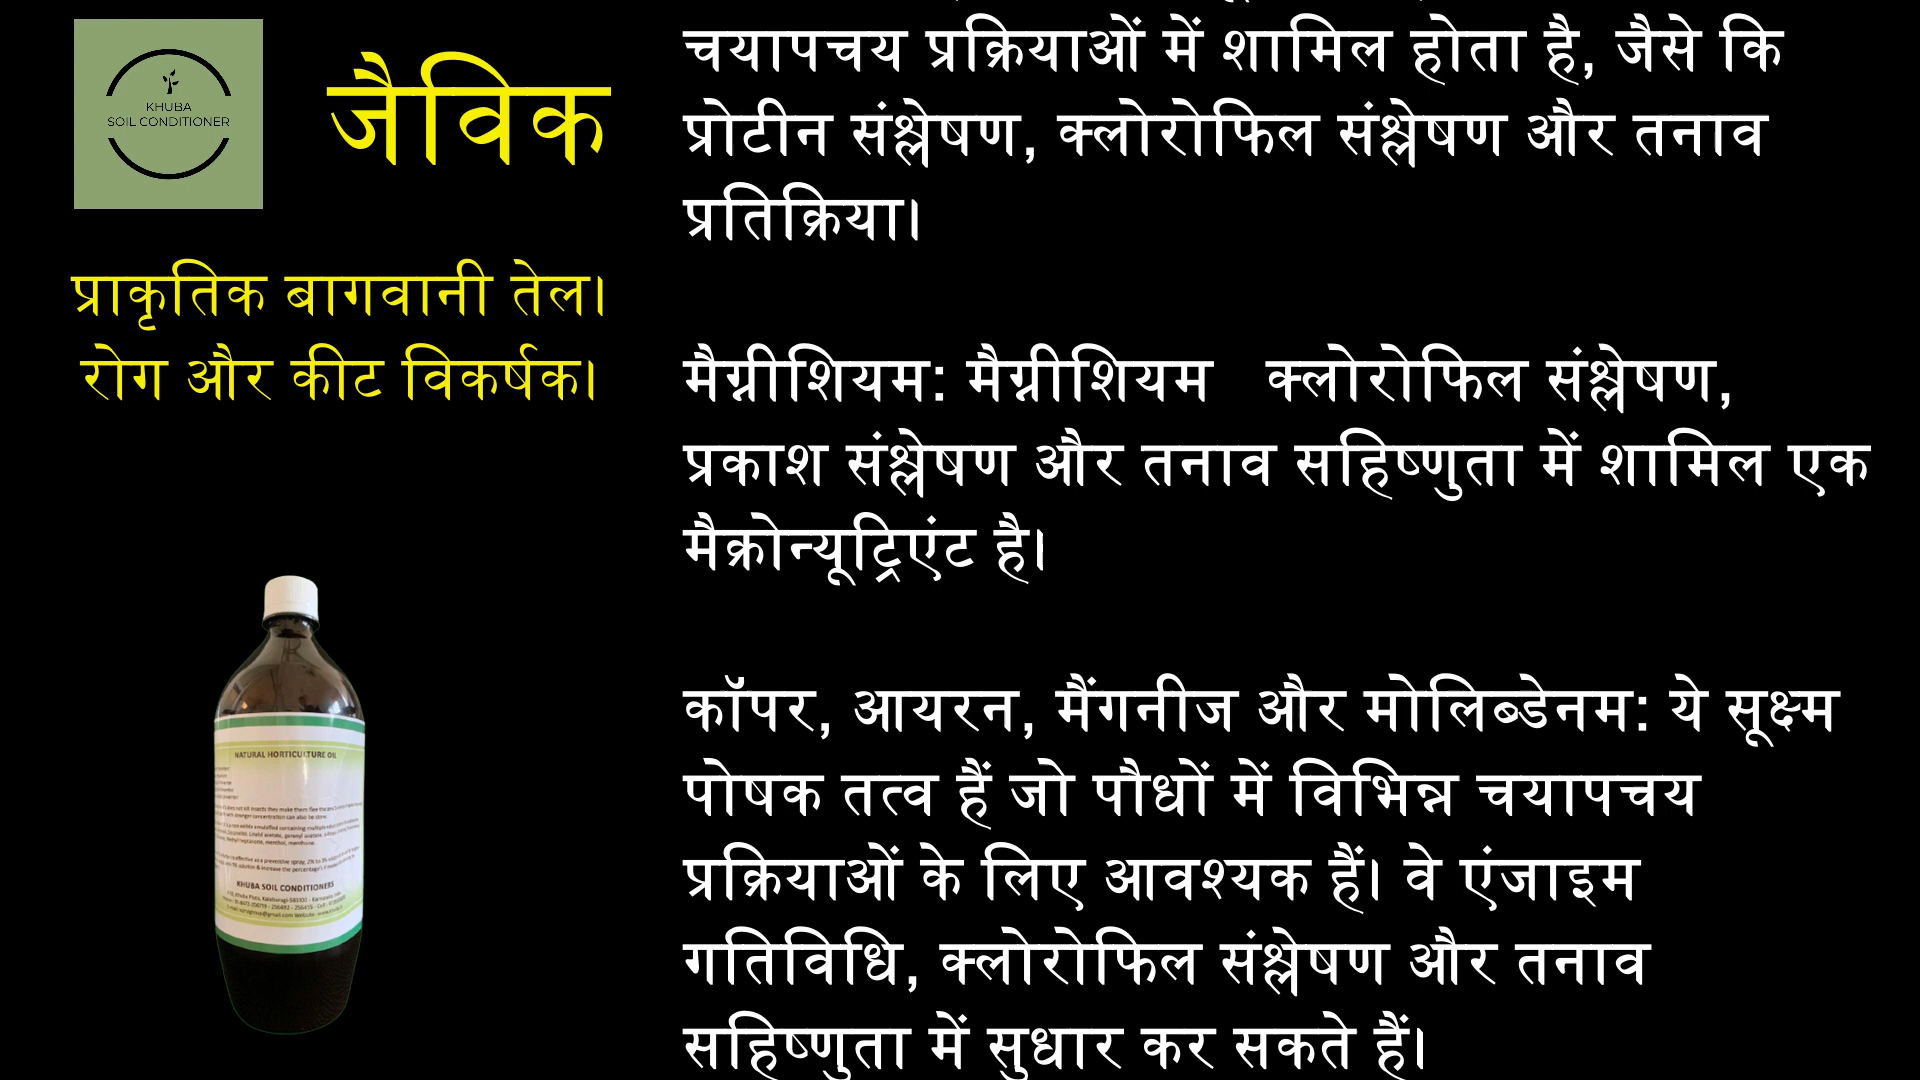 KHUBA
SOIL CONDITIONER
जैविक
प्राकृतिक बागवानी तेल।
रोग और कीट विकर्षक।
NATURAL HORTICULTURE OIL
KHUBA SOIL CONDITIONERS
चयापचय प्रक्रियाओं में शामिल होता है, जैसे कि
प्रोटीन संश्लेषण, क्लोरोफिल संश्लेषण और तनाव
प्रतिक्रिया।
मैग्नीशियम: मैग्नीशियम क्लोरोफिल संश्लेषण,
प्रकाश संश्लेषण और तनाव सहिष्णुता में शामिल एक
मैक्रोन्यूट्रिएंट है।
कॉपर, आयरन, मैंगनीज और मोलिब्डेनम: ये सूक्ष्म
पोषक तत्व हैं जो पौधों में विभिन्न चयापचय
प्रक्रियाओं के लिए आवश्यक हैं। वे एंजाइम
गतिविधि, क्लोरोफिल संश्लेषण और तनाव
सहिष्णुता में सुधार कर सकते हैं।